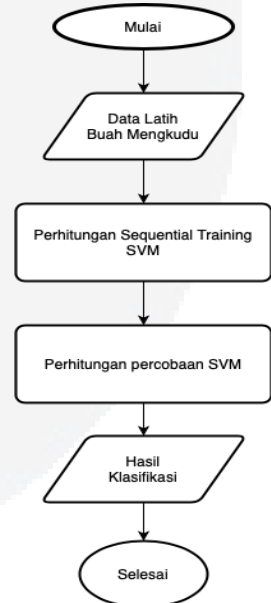 Mulai
Data Latih
Buah Mengkudu
Perhitungan Sequential Training
SVM
Perhitungan percobaan SVM
Hasil
Klasifikasi
Selesai